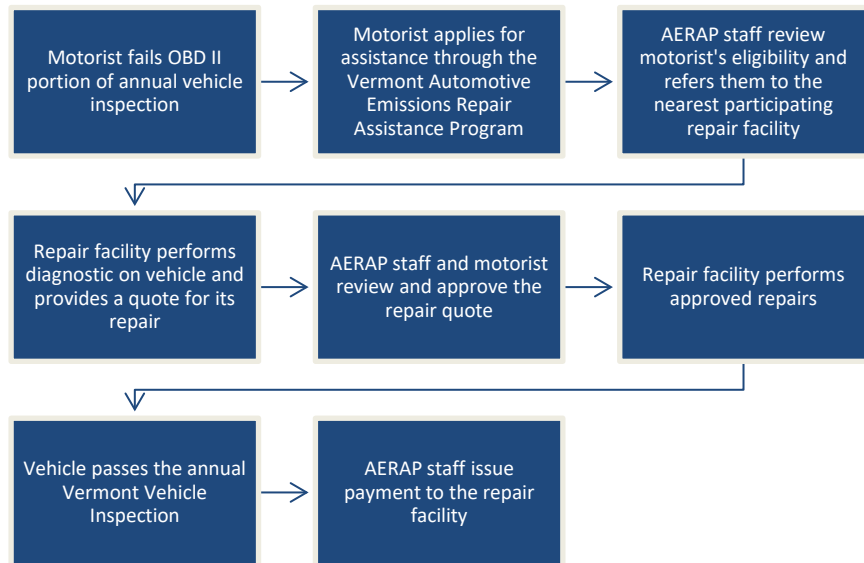 Motorist fails OBD II
portion of annual vehicle
inspection
Motorist applies for
assistance through the
Vermont Automotive
Emissions Repair
Assistance Program
AERAP staff review
motorist's eligibility and
refers them to the
nearest participating
repair facility
Repair facility performs
diagnostic on vehicle and
provides a quote for its
repair
AERAP staff and motorist
review and approve the
repair quote
Repair facility performs
approved repairs
Vehicle passes the annual
Vermont Vehicle
Inspection
AERAP staff issue
payment to the repair
facility